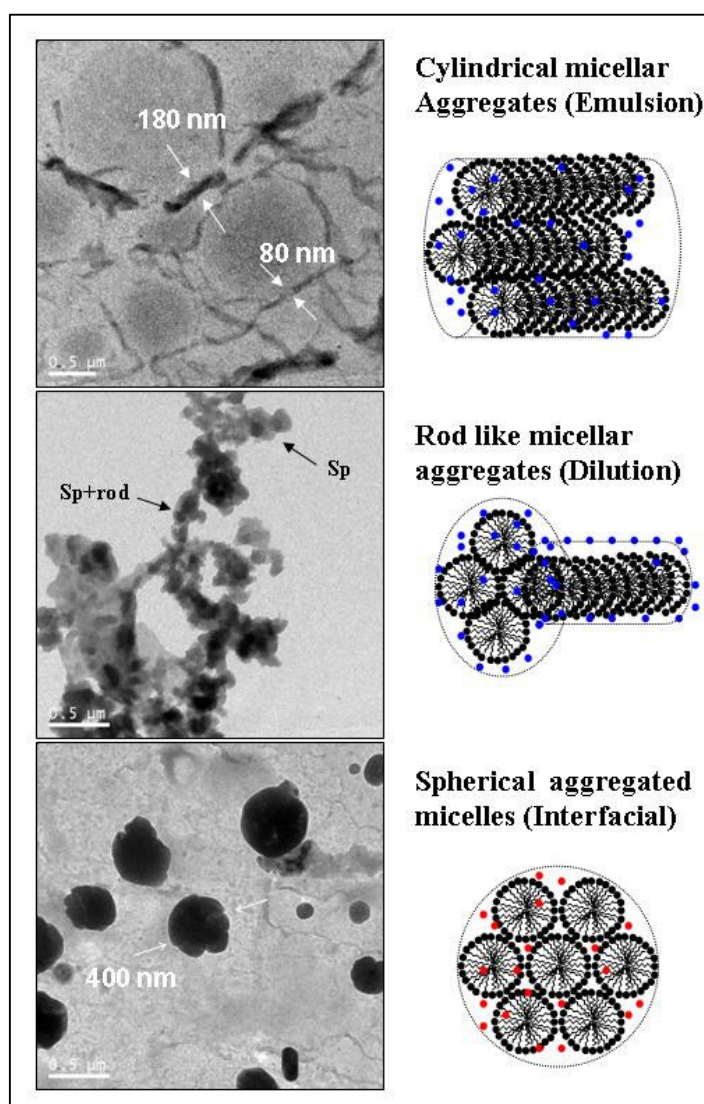 Cylindrical micellar
Aggregates (Emulsion)
180 nm
80 nm
0.5 µm
Rod like micellar
aggregates (Dilution)
Sp
Sp+rod
0.5 µm
Spherical aggregated
micelles (Interfacial)
400 nm
0.5 µm